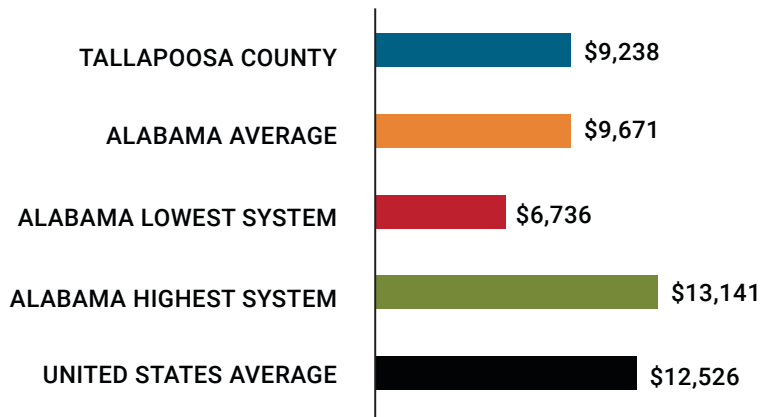 TALLAPOOSA COUNTY $9,238
ALABAMA AVERAGE $9,671
ALABAMA LOWEST SYSTEM $6,736
ALABAMA HIGHEST SYSTEM $13,141
UNITED STATES AVERAGE $12,526